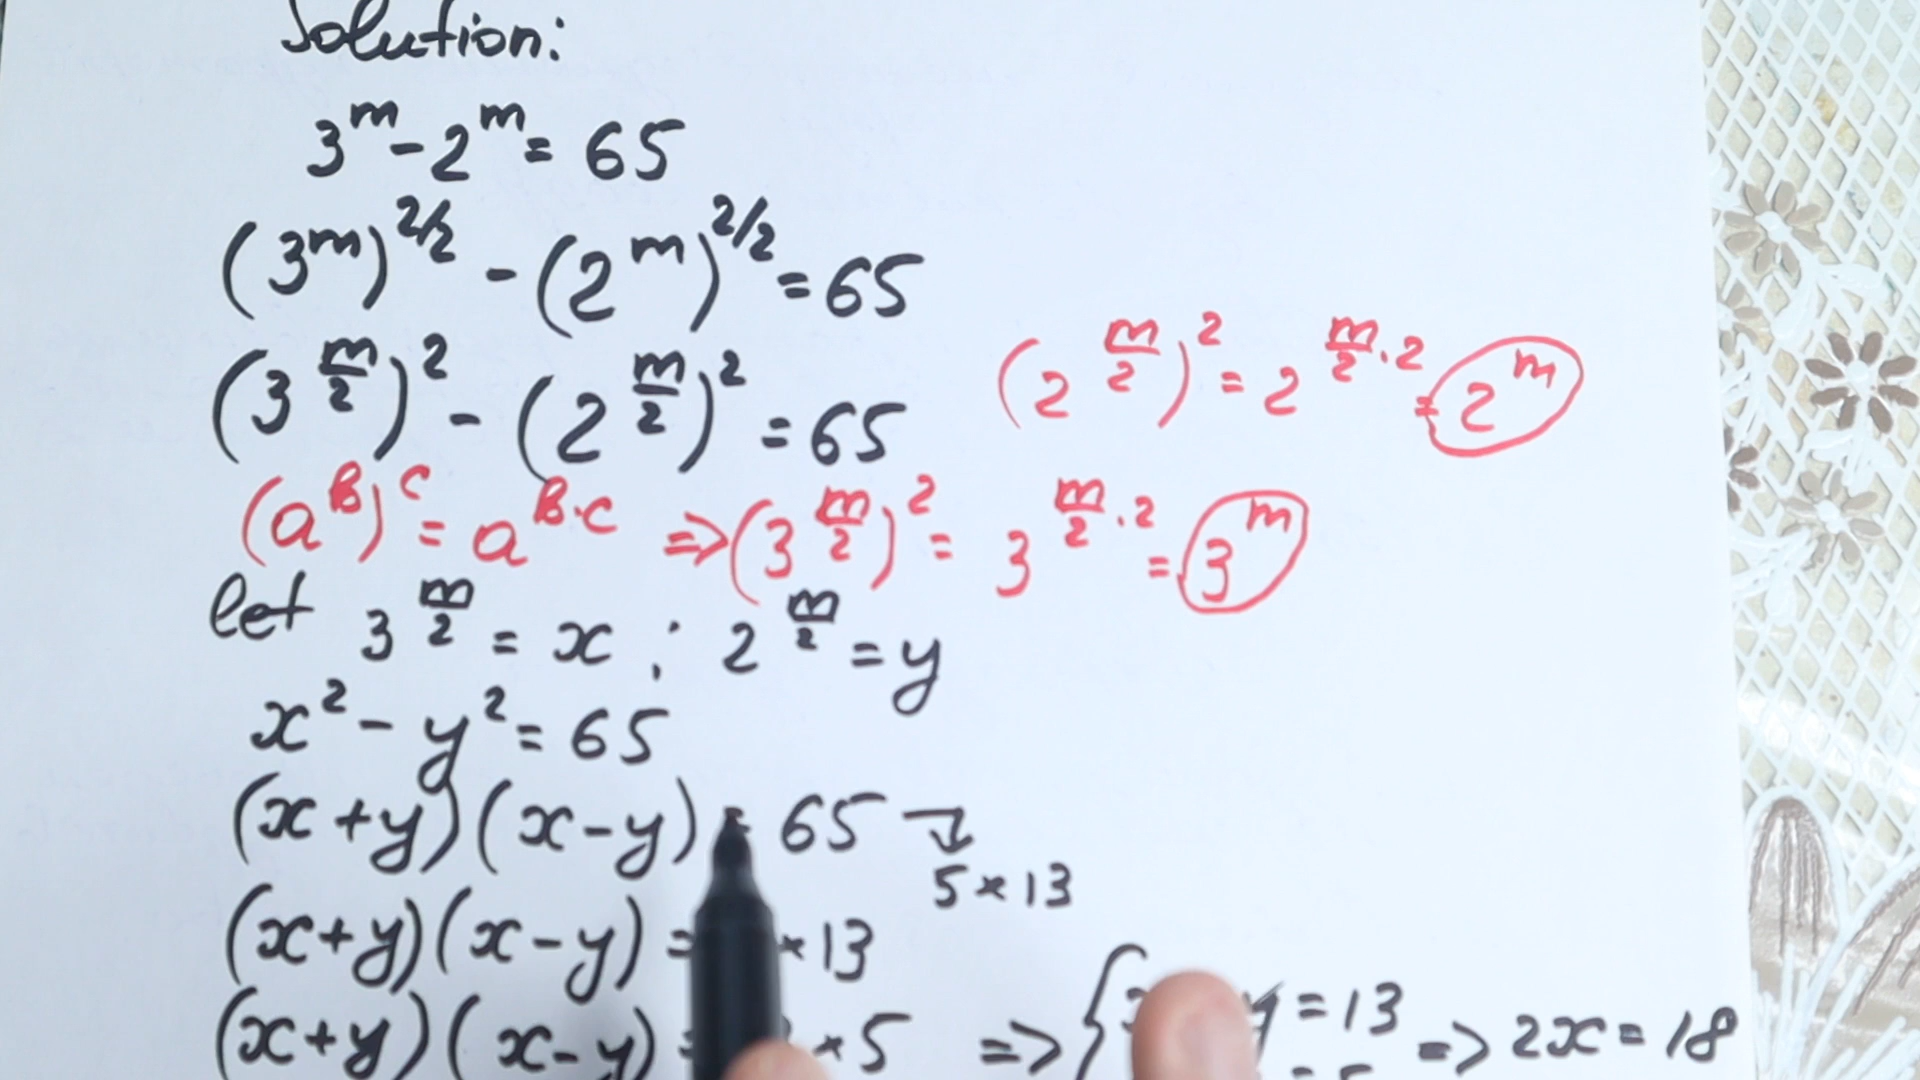 Solution:
3^m - 2^m = 65
(3^m)^{2/2} - (2^m)^{2/2} = 65
(3^{m/2})^2 - (2^{m/2})^2 = 65
(2^{m/2})^2 = 2^{m/2 · 2} = 2^m
(a^b)^c = a^{b·c} => (3^{m/2})^2 = 3^{m/2 · 2} = 3^m
let 3^{m/2} = x ; 2^{m/2} = y
x^2 - y^2 = 65
(x+y)(x-y) = 65
5 × 13
(x+y)(x-y) = × 13
(x+y)(x-y) = × 5 => { y = 13 => 2x = 18
= 5